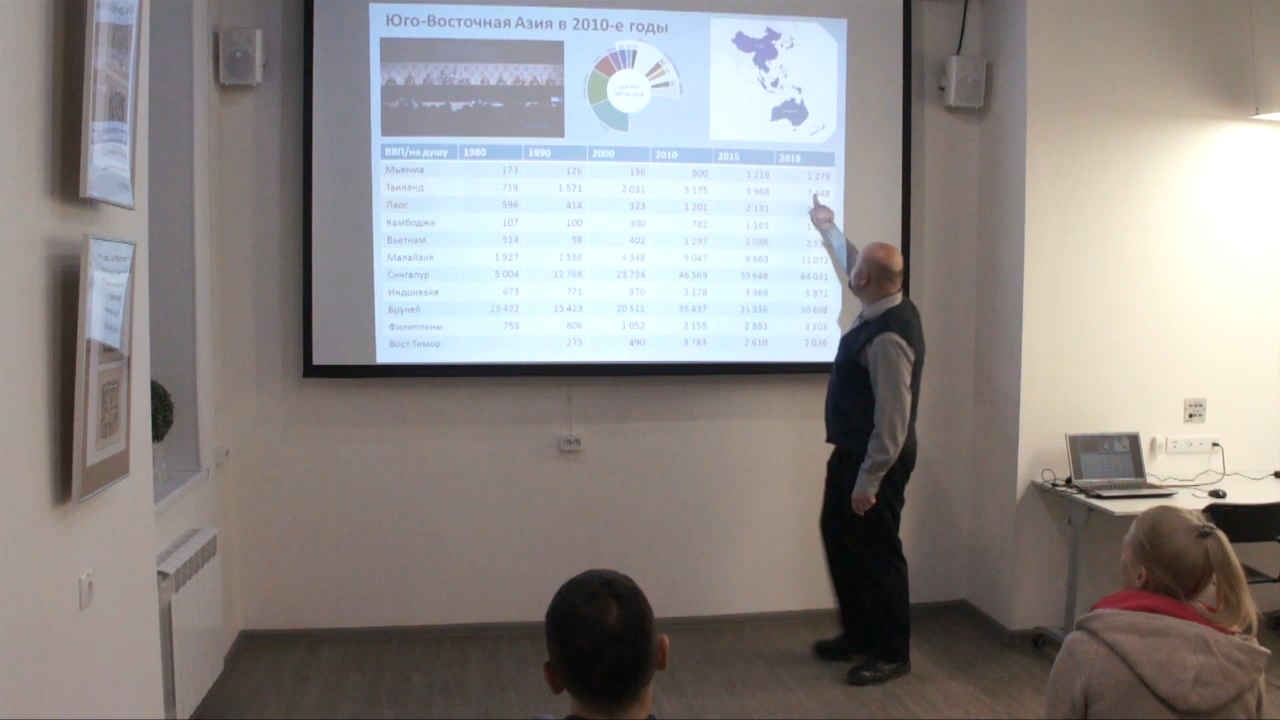 Юго-Восточная Азия в 2010-е годы
ВВП/на душу 1980 1990 2000 2010 2015 2018
Мьянма 173 126 196 800 1 219 1 279
Таиланд 719 1 571 2 031 5 175 5 968 7 448
Лаос 596 414 323 1 201 2 131
Камбоджа 107 100 300 782 1 165
Вьетнам 514 98 402 1 297 2 088
Малайзия 1 927 2 598 4 348 9 047 9 663 11 072
Сингапур 5 004 12 766 23 794 46 569 55 646 64 041
Индонезия 673 771 870 3 178 3 368 3 871
Бруней 25 422 15 423 20 511 35 437 31 356 30 668
Филиппины 753 806 1 052 2 155 2 883 3 103
Вост.Тимор 275 490 3 783 2 610 2 036